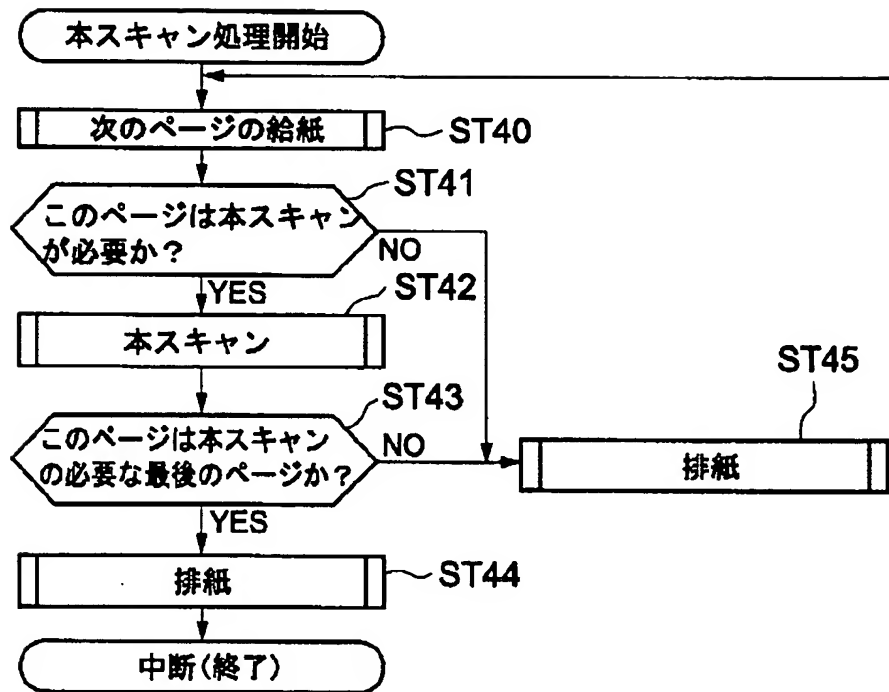 本スキャン処理開始
次のページの給紙
ST40
ST41
このページは本スキャン
が必要か？
NO
YES
ST42
本スキャン
ST43
このページは本スキャン
の必要な最後のページか？
NO
ST45
排紙
YES
排紙
ST44
中断(終了)